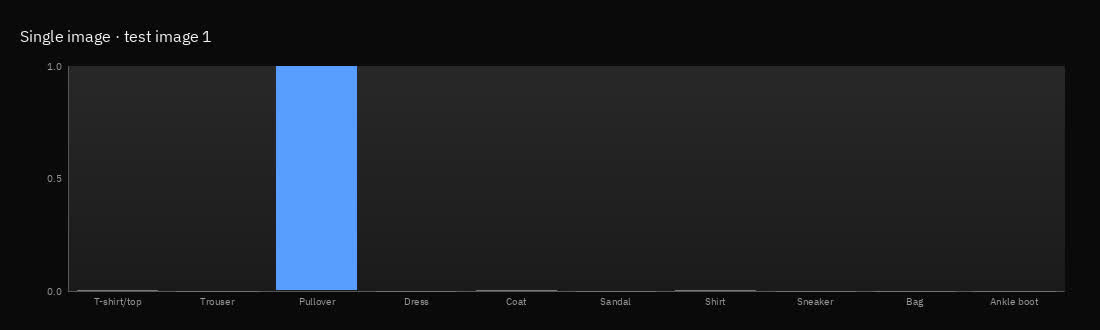 Single image · test image 1
1.0
0.5
0.0
T-shirt/top Trouser Pullover Dress Coat Sandal Shirt Sneaker Bag Ankle boot